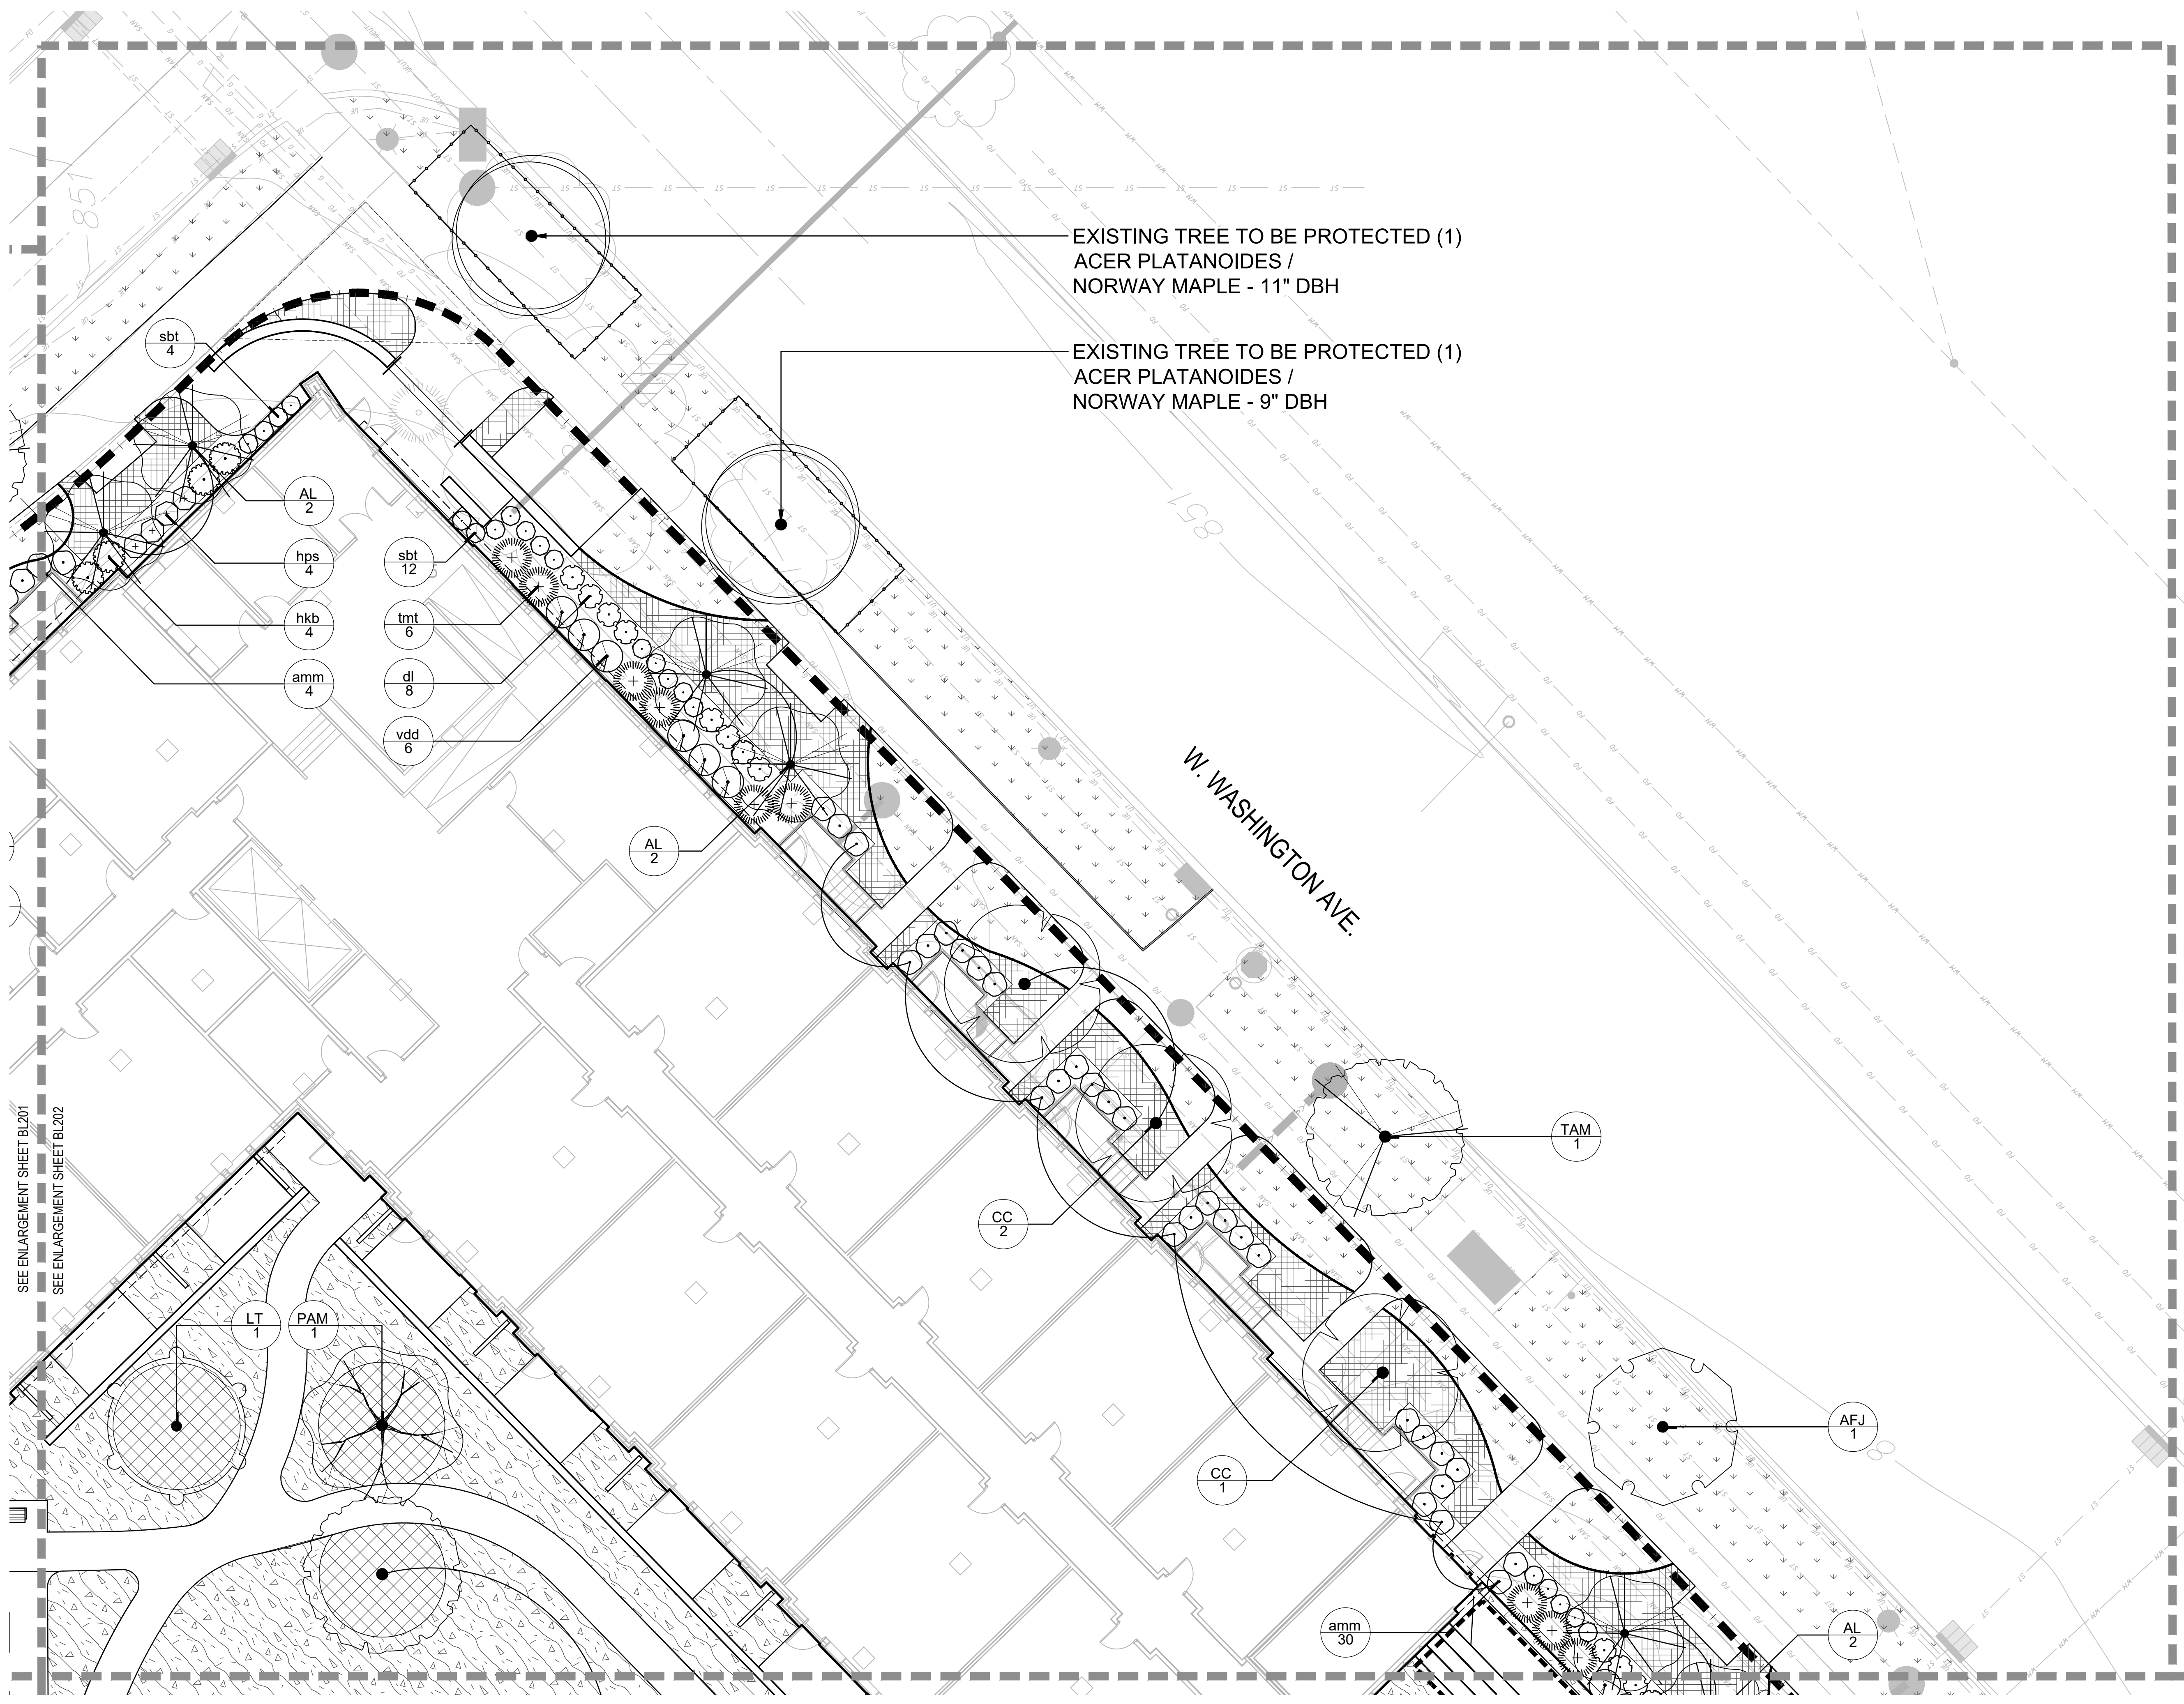 851
EXISTING TREE TO BE PROTECTED (1)
ACER PLATANOIDES /
NORWAY MAPLE - 11" DBH
EXISTING TREE TO BE PROTECTED (1)
ACER PLATANOIDES /
NORWAY MAPLE - 9" DBH
sbt
4
AL
2
hps
4
hkb
4
amm
4
sbt
12
tmt
6
dl
8
vdd
6
851
W. WASHINGTON AVE.
AL
2
SEE ENLARGEMENT SHEET BL201
SEE ENLARGEMENT SHEET BL202
TAM
1
CC
2
LT
1
PAM
1
AFJ
1
CC
1
amm
30
AL
2